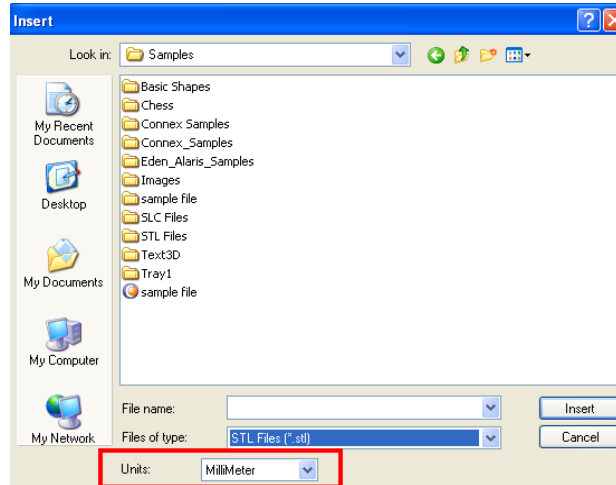 Insert
Look in: Samples
My Recent
Documents
Desktop
My Documents
My Computer
My Network
Basic Shapes
Chess
Connex Samples
Connex_Samples
Eden_Alaris_Samples
Images
sample file
SLC Files
STL Files
Text3D
Tray1
sample file
File name:
Insert
Files of type: STL Files (*.stl)
Cancel
Units: MilliMeter